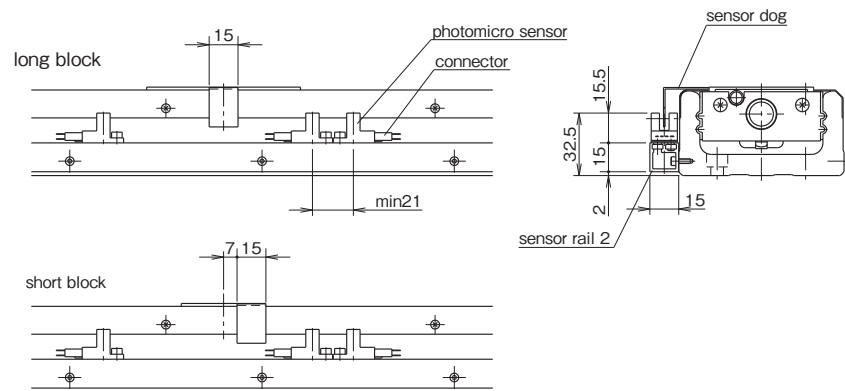 long block
15
photomicro sensor
connector
min21
sensor dog
15.5
32.5
15
2
15
sensor rail 2
short block
7
15